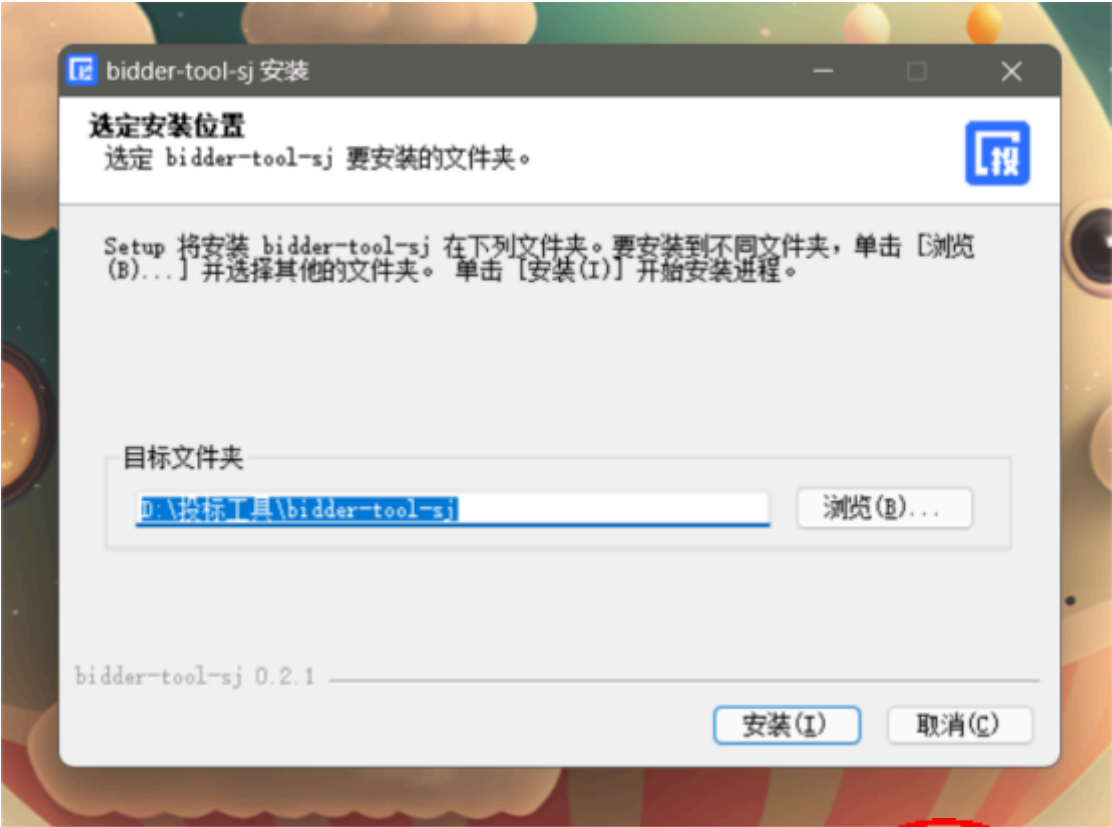 bidder-tool-sj 安装
选定安装位置
选定 bidder-tool-sj 要安装的文件夹。
投
Setup 将安装 bidder-tool-sj 在下列文件夹。要安装到不同文件夹，单击 [浏览
(B)...] 并选择其他的文件夹。 单击 [安装(I)] 开始安装进程。
目标文件夹
D:\投标工具\bidder-tool-sj
浏览(B)...
bidder-tool-sj 0.2.1
安装(I)
取消(C)